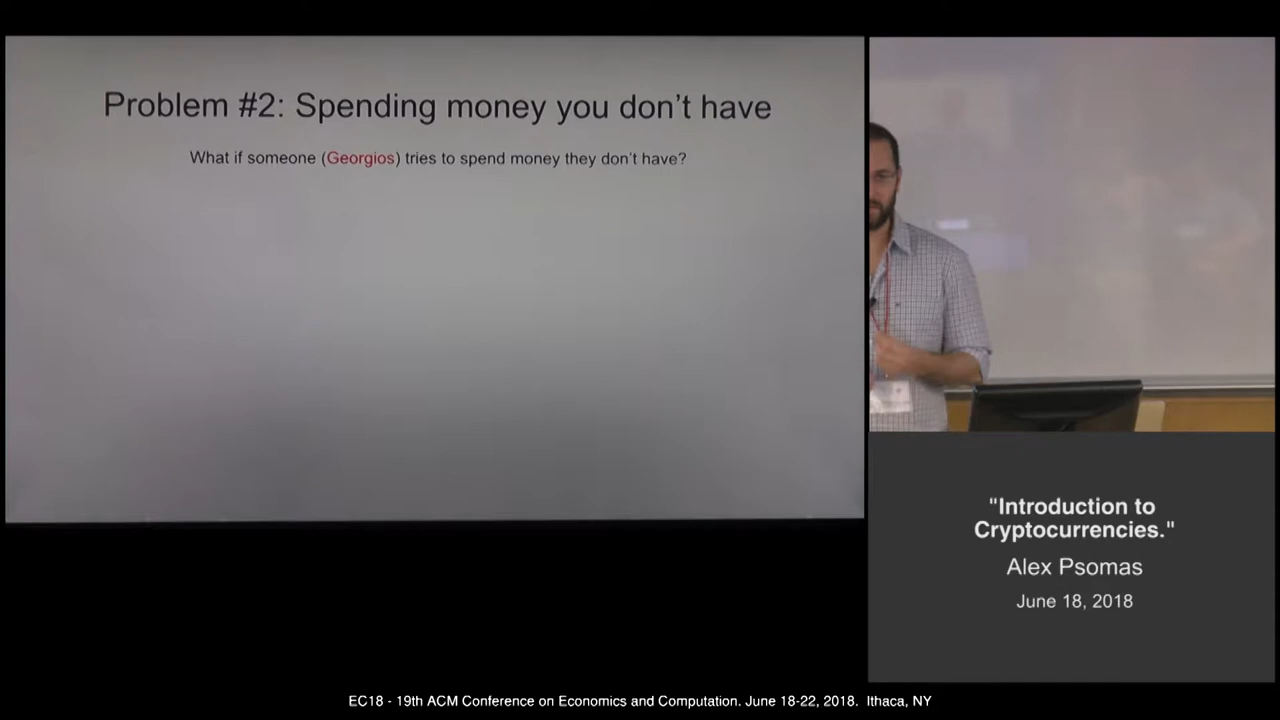 Problem #2: Spending money you don't have
What if someone (Georgios) tries to spend money they don't have?
"Introduction to
Cryptocurrencies."
Alex Psomas
June 18, 2018
EC18 - 19th ACM Conference on Economics and Computation. June 18-22, 2018.  Ithaca, NY